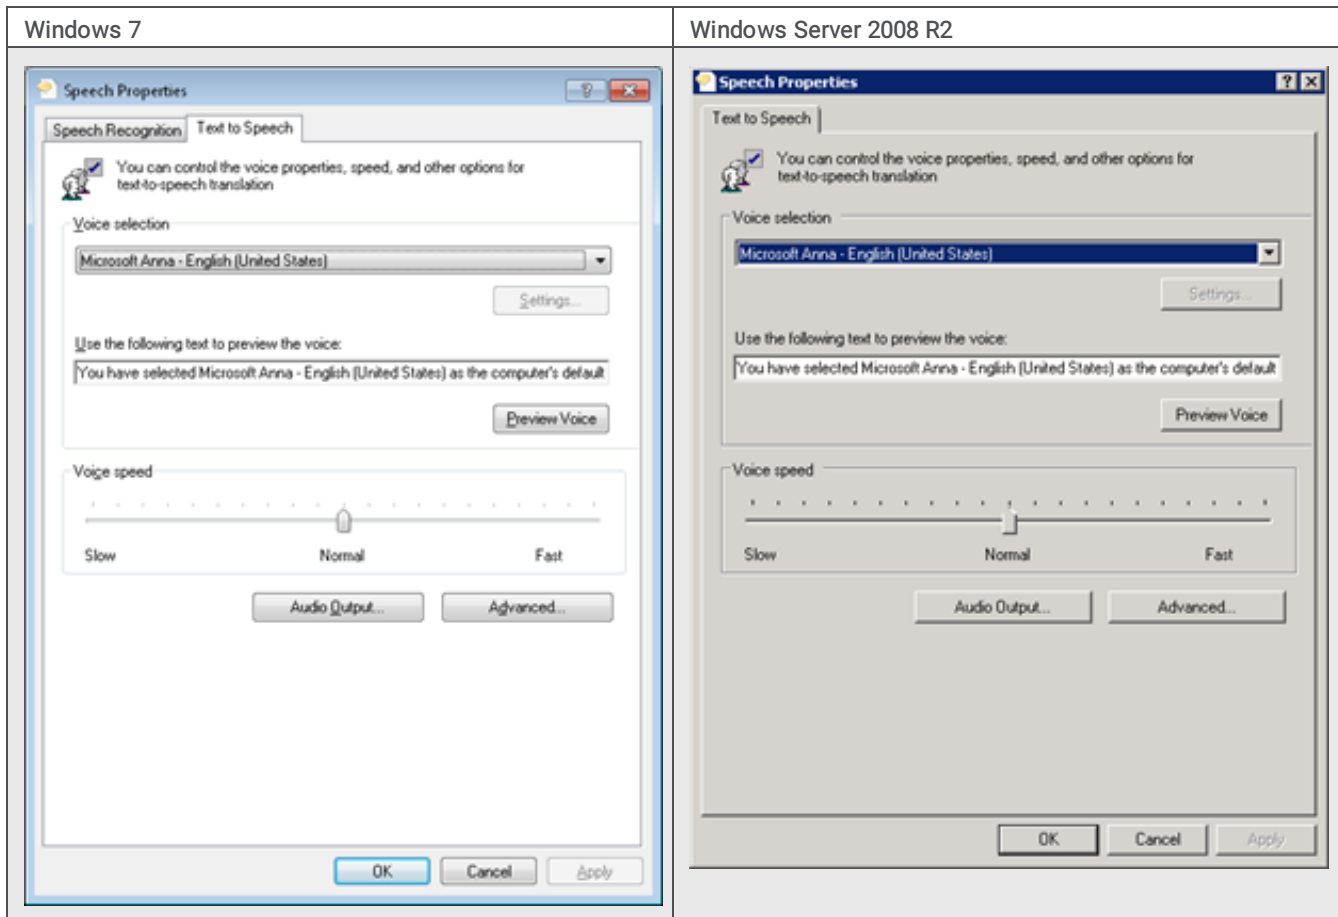 Windows 7
Speech Properties
Speech Recognition
Text to Speech
You can control the voice properties, speed, and other options for
text-to-speech translation
Voice selection
Microsoft Anna - English (United States)
Settings...
Use the following text to preview the voice:
You have selected Microsoft Anna - English (United States) as the computer's default
Preview Voice
Voice speed
Slow Normal Fast
Audio Output... Advanced...
OK Cancel Apply
Windows Server 2008 R2
Speech Properties
Text to Speech
You can control the voice properties, speed, and other options for
text-to-speech translation
Voice selection
Microsoft Anna - English (United States)
Settings...
Use the following text to preview the voice:
You have selected Microsoft Anna - English (United States) as the computer's default
Preview Voice
Voice speed
Slow Normal Fast
Audio Output... Advanced...
OK Cancel Apply